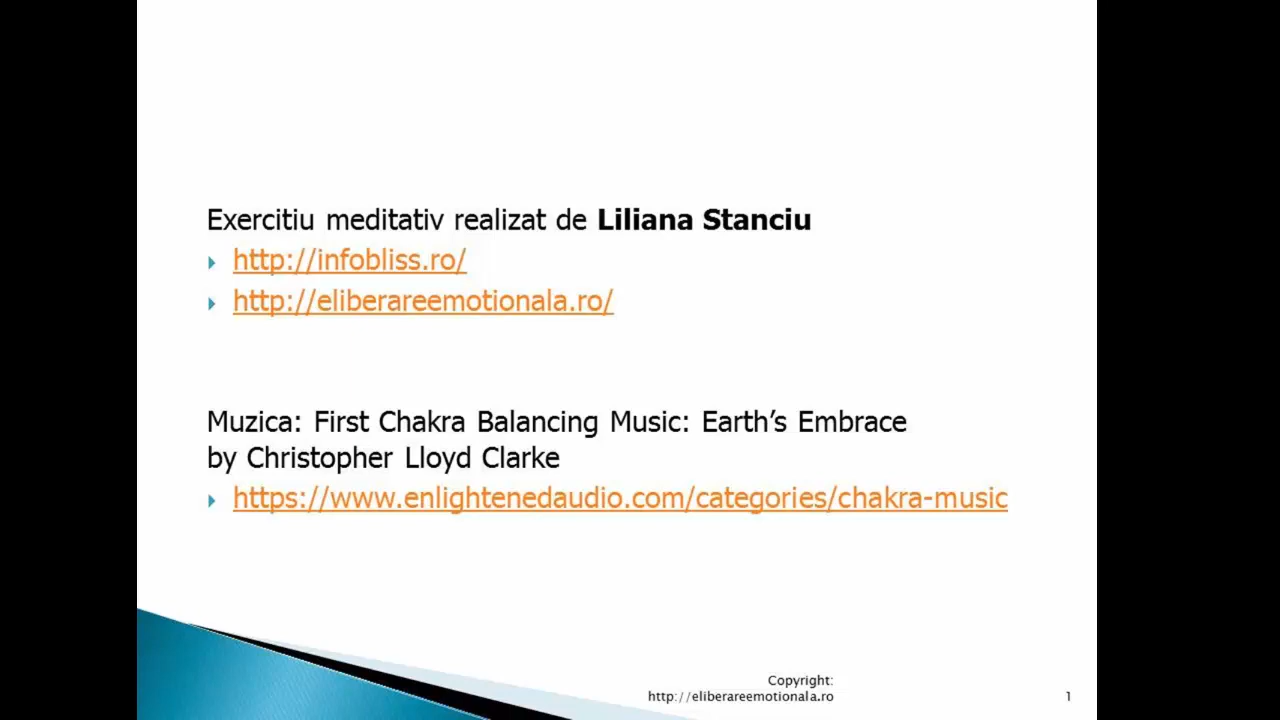 Exercitiu meditativ realizat de Liliana Stanciu
http://infobliss.ro/
http://eliberareemotionala.ro/
Muzica: First Chakra Balancing Music: Earth’s Embrace
by Christopher Lloyd Clarke
https://www.enlightenedaudio.com/categories/chakra-music
Copyright:
http://eliberareemotionala.ro
1